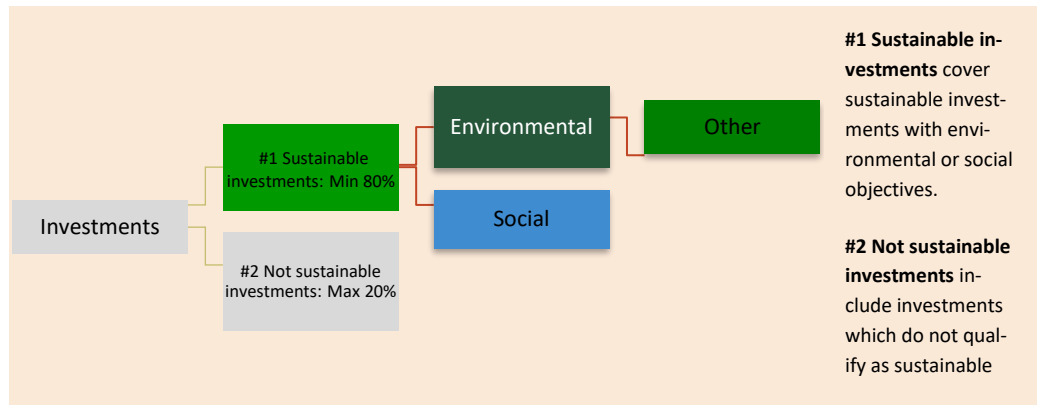 Investments
#1 Sustainable
investments: Min 80%
#2 Not sustainable
investments: Max 20%
Environmental
Social
Other
#1 Sustainable in-
vestments cover
sustainable invest-
ments with envi-
ronmental or social
objectives.
#2 Not sustainable
investments in-
clude investments
which do not qual-
ify as sustainable